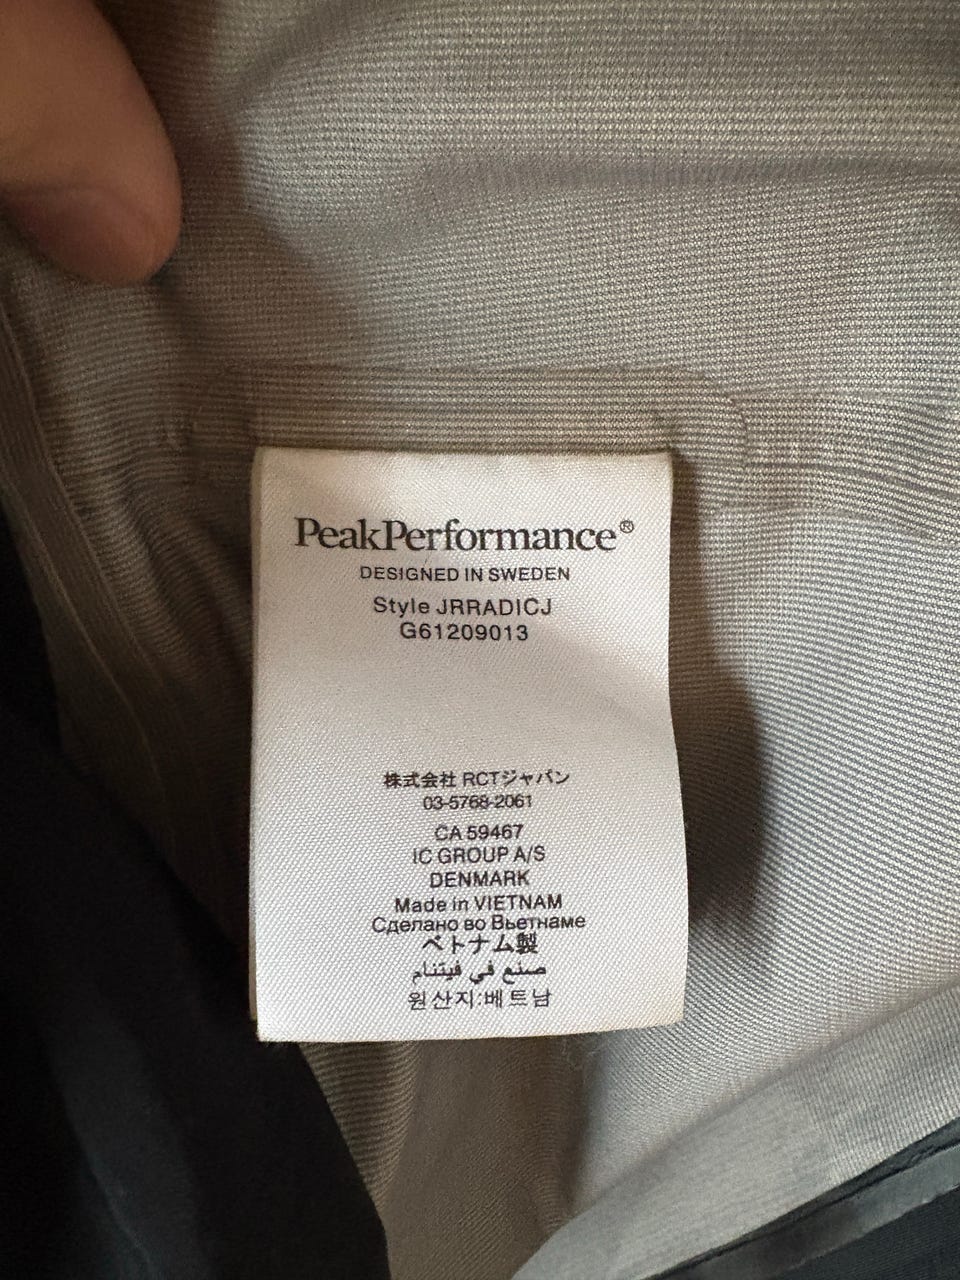 PeakPerformance®
DESIGNED IN SWEDEN
Style JRRADICJ
G61209013
株式会社 RCTジャパン
03-5768-2061
CA 59467
IC GROUP A/S
DENMARK
Made in VIETNAM
Сделано во Вьетнаме
ベトナム製
صنع في فيتنام
원산지:베트남